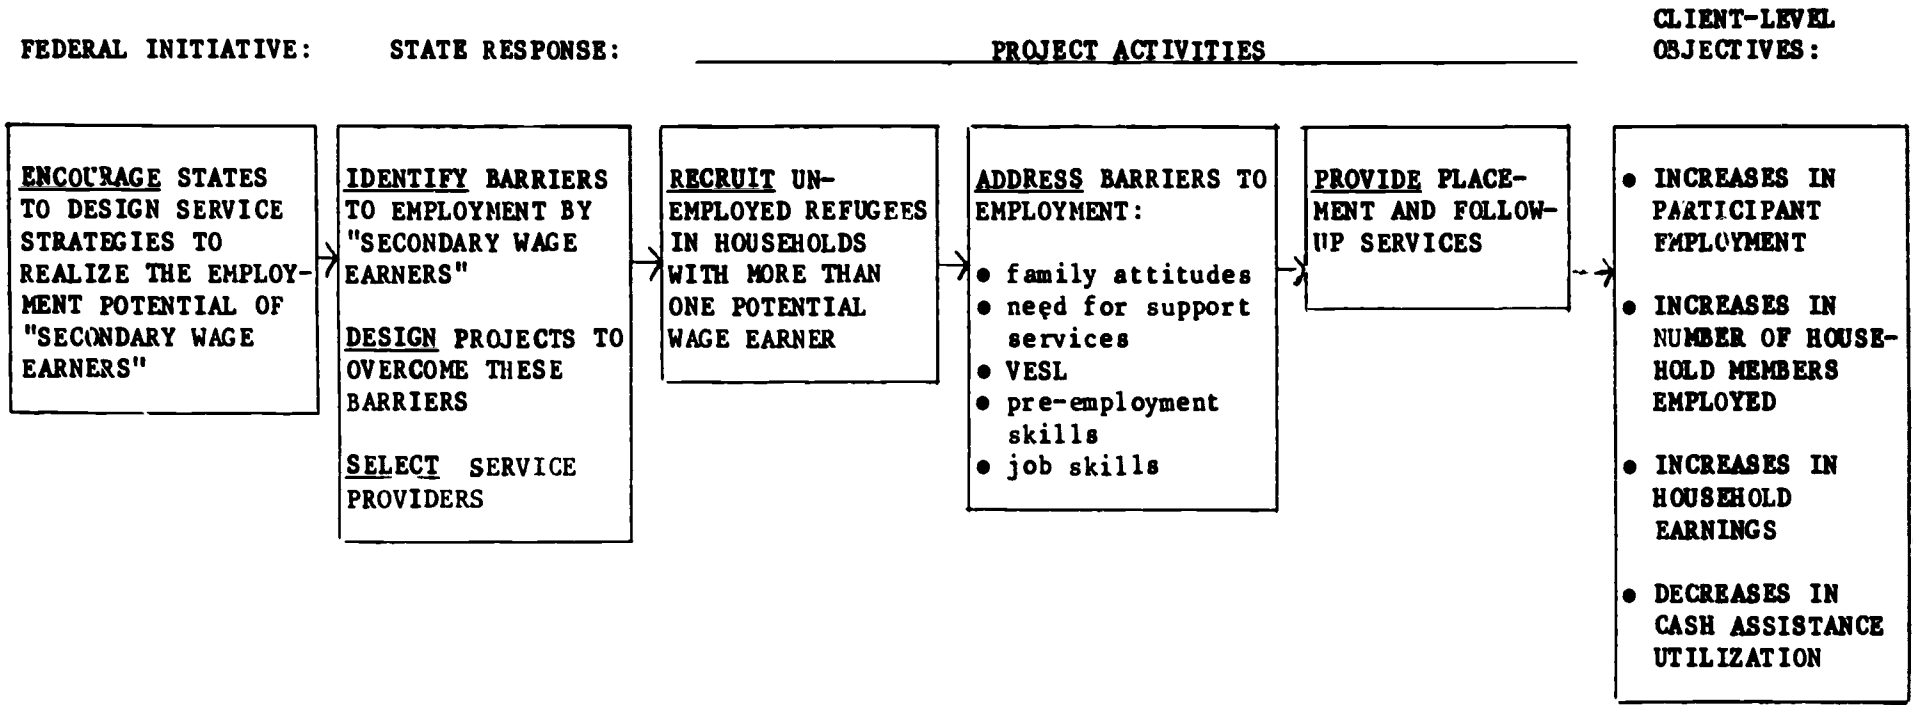 FEDERAL INITIATIVE:
STATE RESPONSE:
PROJECT ACTIVITIES
CLIENT-LEVEL
OBJECTIVES:
ENCOURAGE STATES
TO DESIGN SERVICE
STRATEGIES TO
REALIZE THE EMPLOY-
MENT POTENTIAL OF
"SECONDARY WAGE
EARNERS"
IDENTIFY BARRIERS
TO EMPLOYMENT BY
"SECONDARY WAGE
EARNERS"
DESIGN PROJECTS TO
OVERCOME THESE
BARRIERS
SELECT SERVICE
PROVIDERS
RECRUIT UN-
EMPLOYED REFUGEES
IN HOUSEHOLDS
WITH MORE THAN
ONE POTENTIAL
WAGE EARNER
ADDRESS BARRIERS TO
EMPLOYMENT:
● family attitudes
● need for support
services
● VESL
● pre-employment
skills
● job skills
PROVIDE PLACE-
MENT AND FOLLOW-
UP SERVICES
● INCREASES IN
PARTICIPANT
EMPLOYMENT
● INCREASES IN
NUMBER OF HOUSE-
HOLD MEMBERS
EMPLOYED
● INCREASES IN
HOUSEHOLD
EARNINGS
● DECREASES IN
CASH ASSISTANCE
UTILIZATION